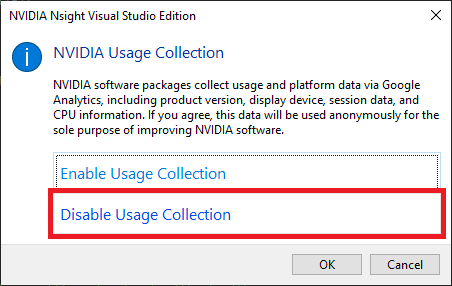 NVIDIA Nsight Visual Studio Edition
NVIDIA Usage Collection
NVIDIA software packages collect usage and platform data via Google
Analytics, including product version, display device, session data, and
CPU information. If you agree, this data will be used anonymously for the
sole purpose of improving NVIDIA software.
Enable Usage Collection
Disable Usage Collection
OK Cancel